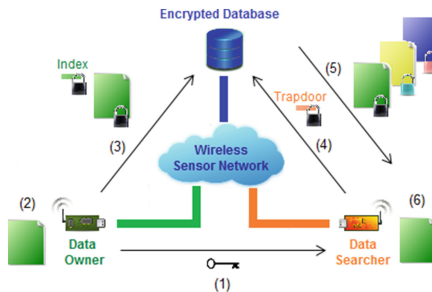 Encrypted Database
(5)
Index
Trapdoor
(3)
(4)
Wireless
Sensor Network
(2)
(6)
Data
Owner
Data
Searcher
(1)